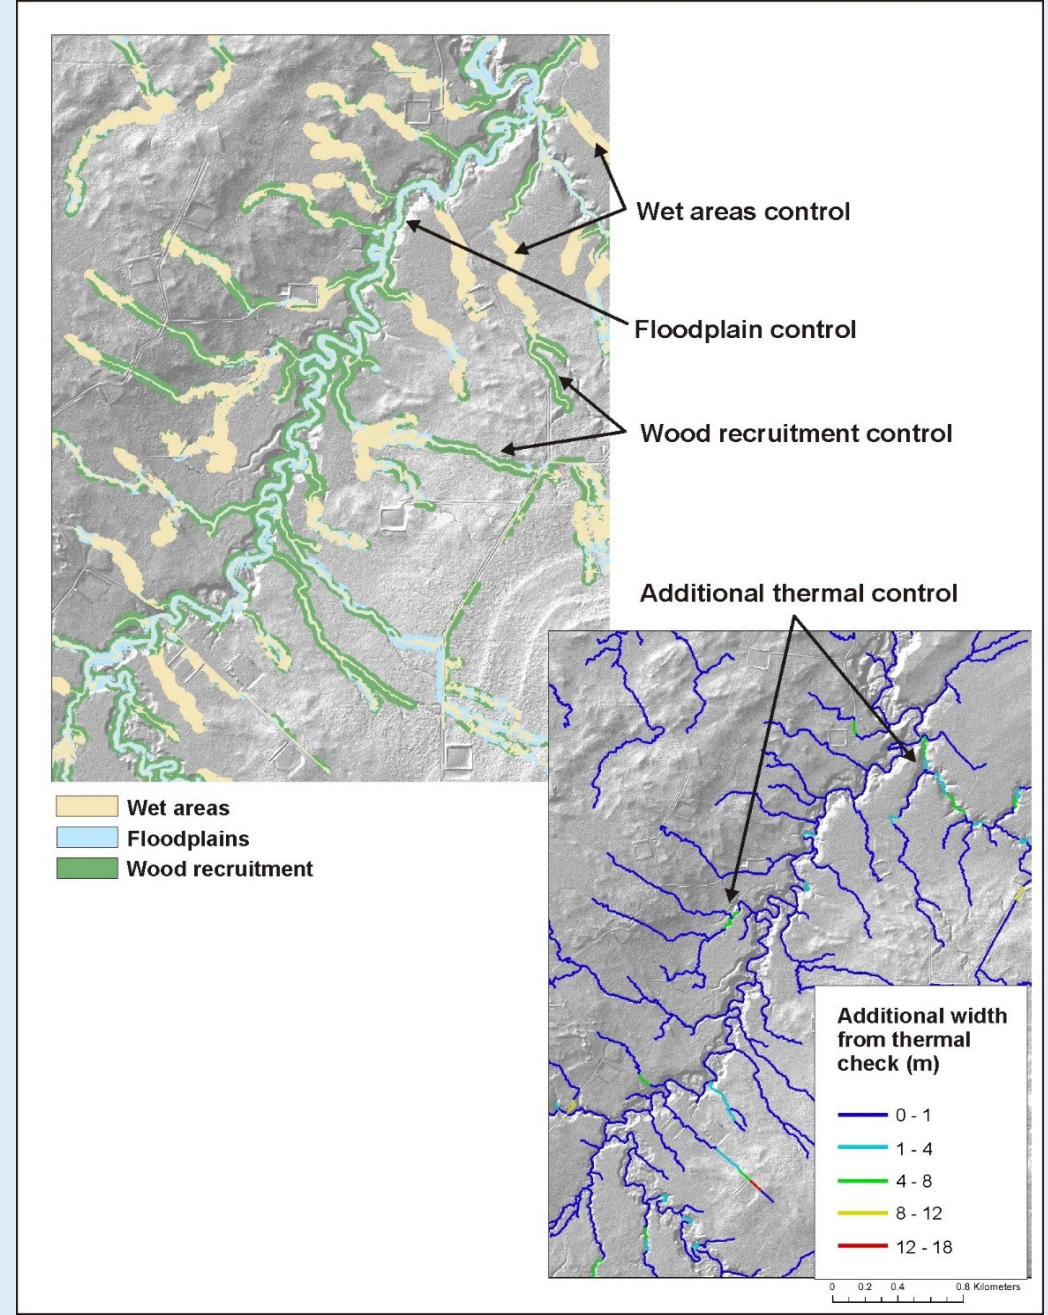 Wet areas control
Floodplain control
Wood recruitment control
Additional thermal control
Wet areas
Floodplains
Wood recruitment
Additional width
from thermal
check (m)
0 - 1
1 - 4
4 - 8
8 - 12
12 - 18
0 0.2 0.4 0.8 Kilometers